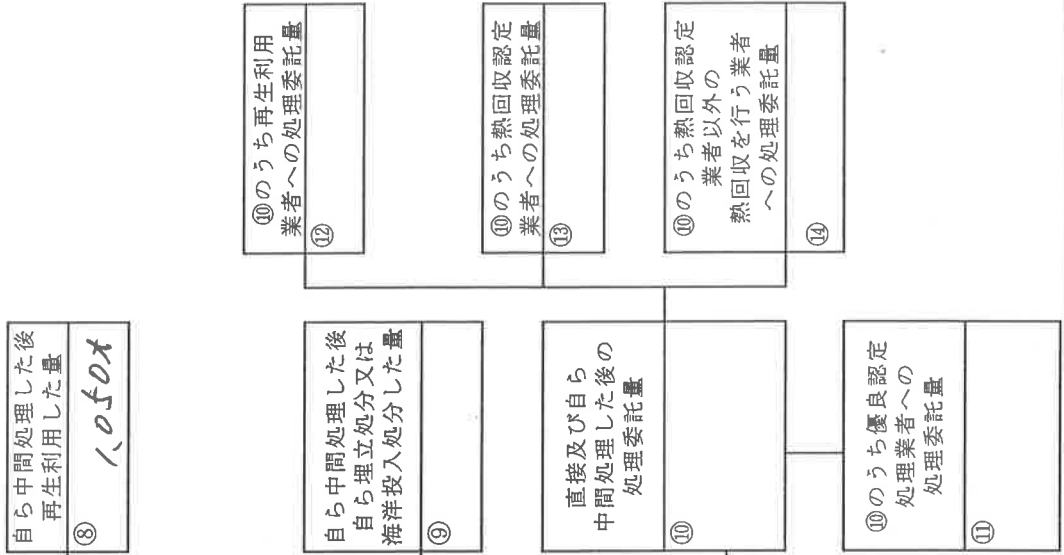 自ら中間処理した後
再生利用した量
⑧
1,050t
自ら中間処理した後
自ら埋立処分又は
海洋投入処分した量
⑨
直接及び自ら
中間処理した後の
処理委託量
⑩
⑩のうち優良認定
処理業者への
処理委託量
⑪
⑩のうち再生利用
業者への処理委託量
⑫
⑩のうち熱回収認定
業者への処理委託量
⑬
⑩のうち熱回収認定
業者以外の
熱回収を行う業者
への処理委託量
⑭